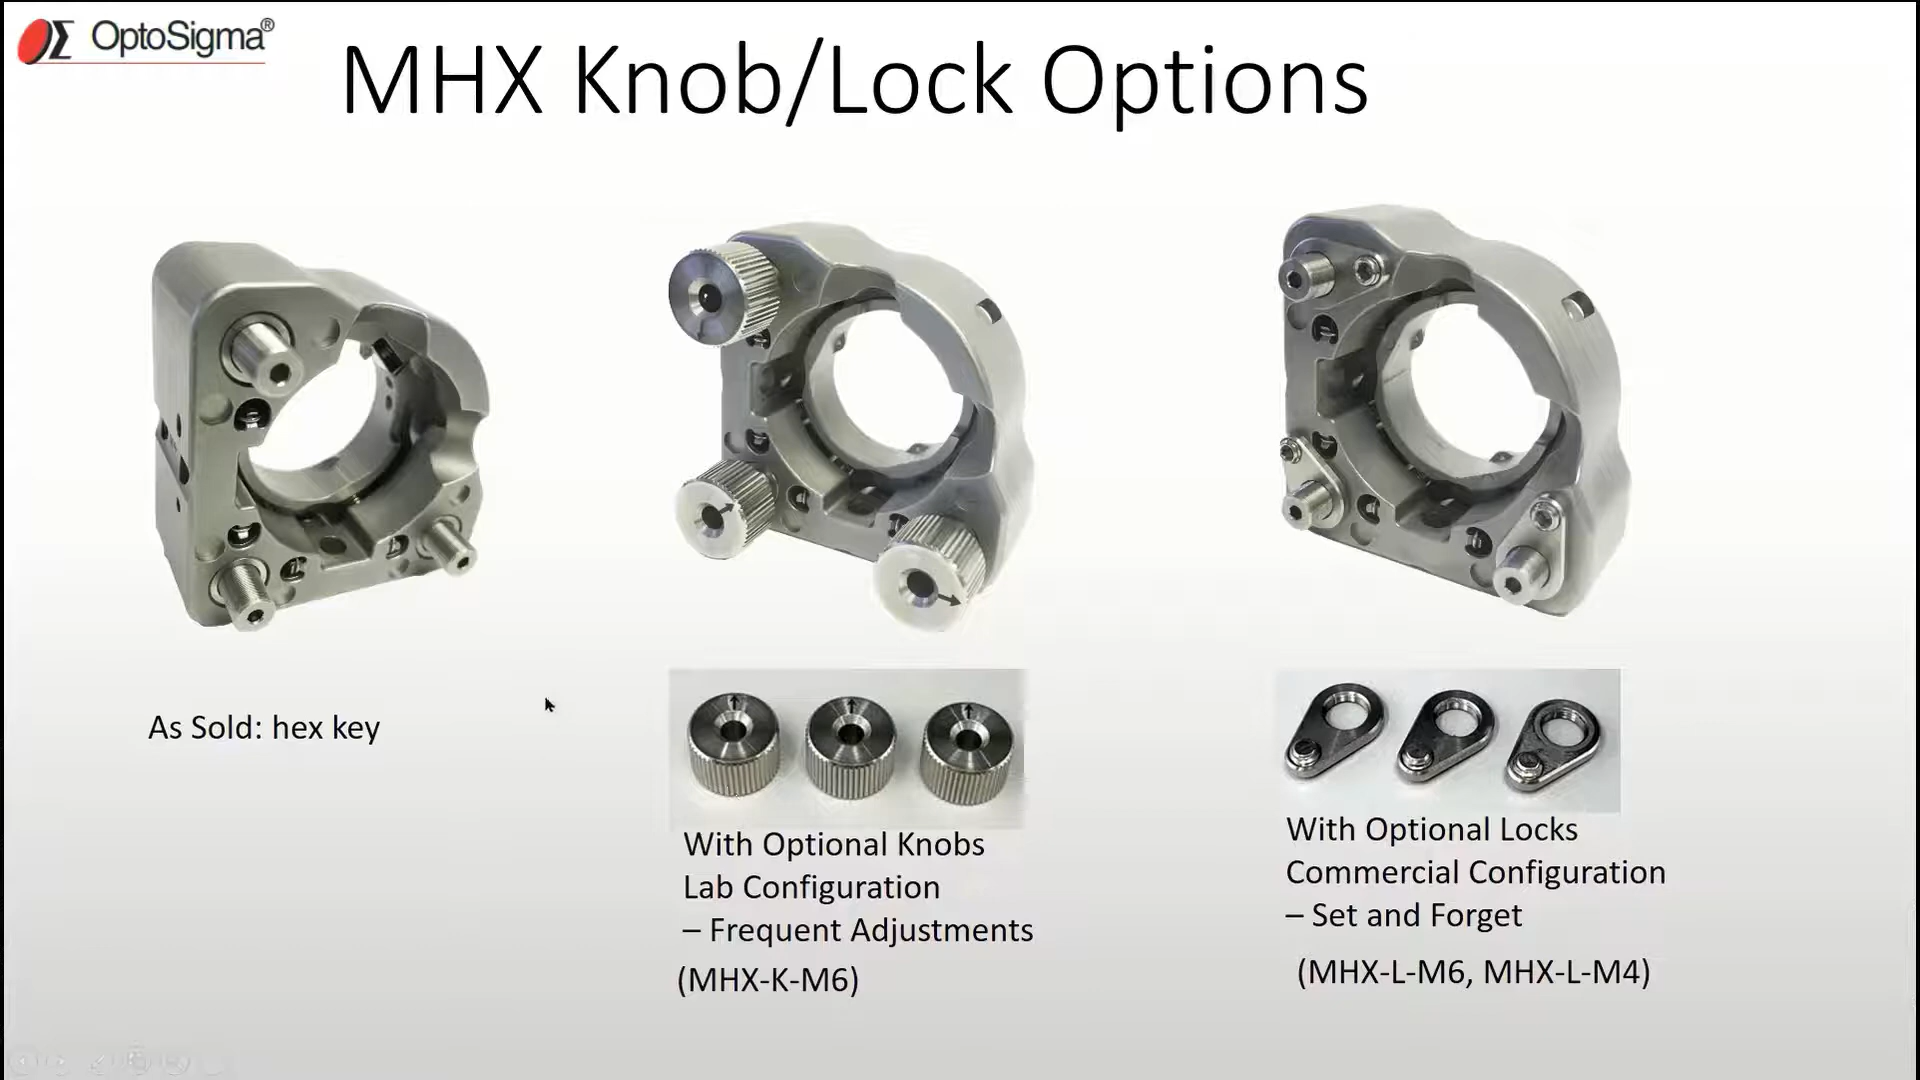 OptoSigma®
MHX Knob/Lock Options
As Sold: hex key
With Optional Knobs
Lab Configuration
– Frequent Adjustments
(MHX-K-M6)
With Optional Locks
Commercial Configuration
– Set and Forget
(MHX-L-M6, MHX-L-M4)